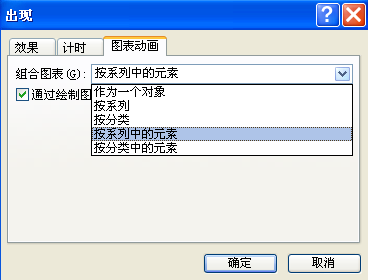 出现
效果 计时 图表动画
组合图表(G): 按系列中的元素
通过绘制图
作为一个对象
按系列
按分类
按系列中的元素
按分类中的元素
确定 取消